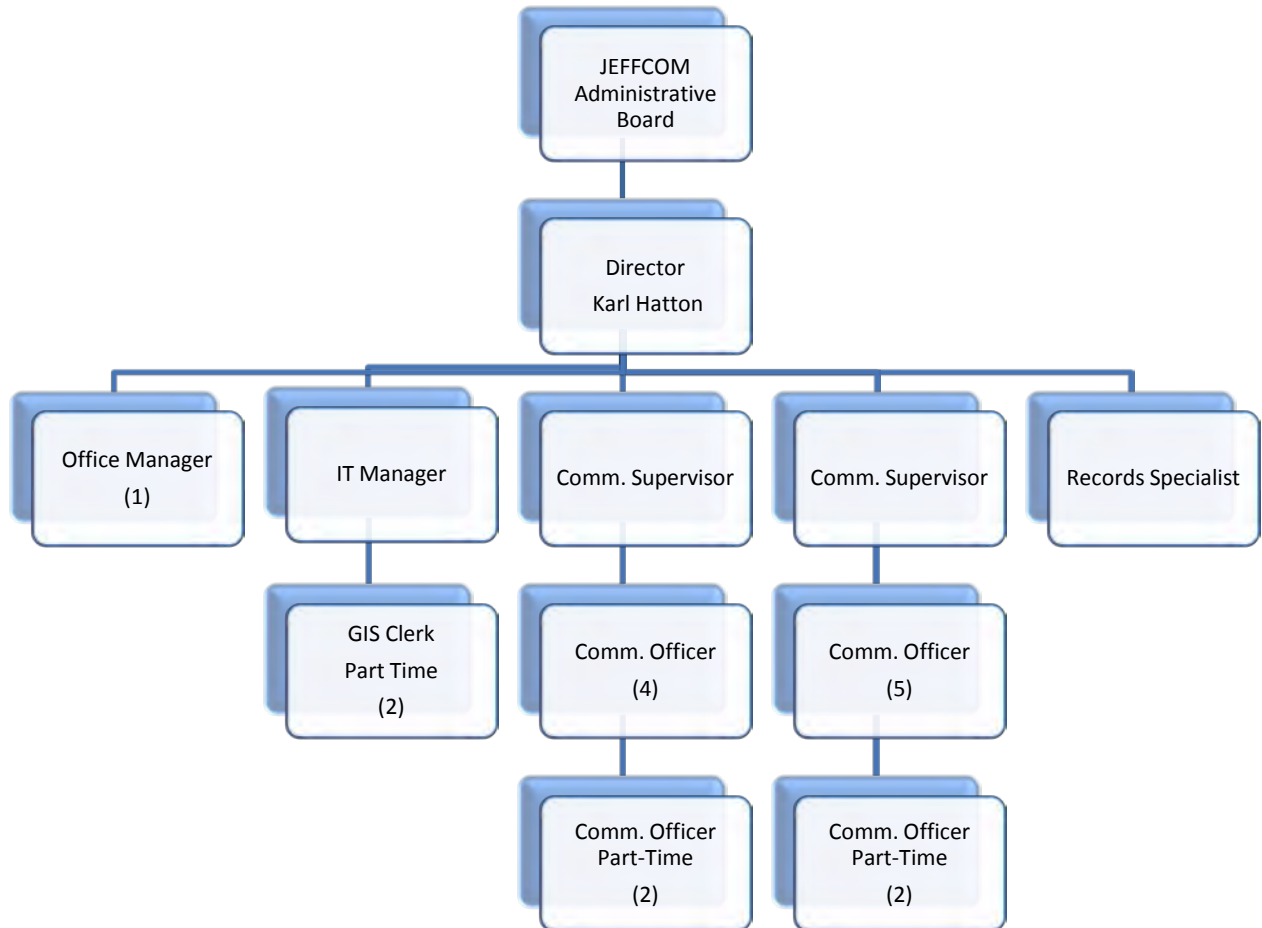 JEFFCOM
Administrative
Board
Director
Karl Hatton
Office Manager
(1)
IT Manager
Comm. Supervisor
Comm. Supervisor
Records Specialist
GIS Clerk
Part Time
(2)
Comm. Officer
(4)
Comm. Officer
(5)
Comm. Officer
Part-Time
(2)
Comm. Officer
Part-Time
(2)